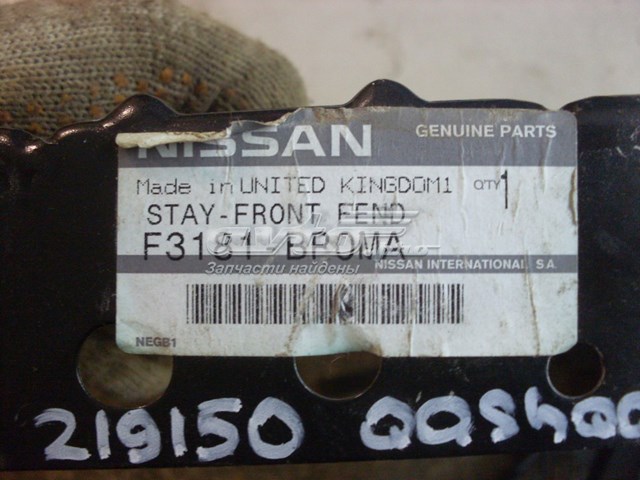 NISSAN
GENUINE PARTS
Made in UNITED KINGDOM1 QTY 1
STAY-FRONT FEND
F3181 BR0MA
Запчасти найдены
NISSAN INTERNATIONAL S.A.
NEGB1
219150